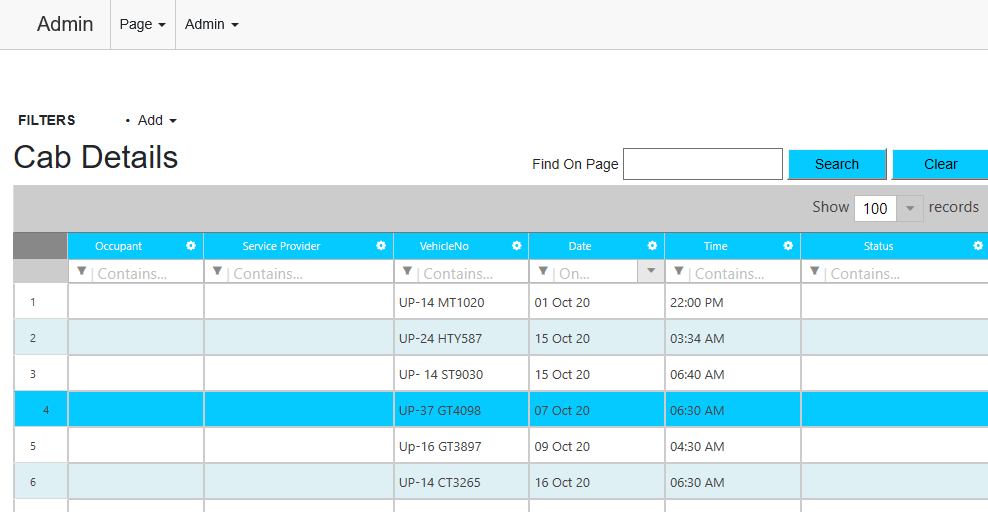 Admin Page Admin
FILTERS • Add
Cab Details
Find On Page Search Clear
Show 100 records
Occupant Service Provider VehicleNo Date Time Status
Contains... Contains... Contains... On... Contains... Contains...
1 UP-14 MT1020 01 Oct 20 22:00 PM
2 UP-24 HTY587 15 Oct 20 03:34 AM
3 UP- 14 ST9030 15 Oct 20 06:40 AM
4 UP-37 GT4098 07 Oct 20 06:30 AM
5 Up-16 GT3897 09 Oct 20 04:30 AM
6 UP-14 CT3265 16 Oct 20 06:30 AM